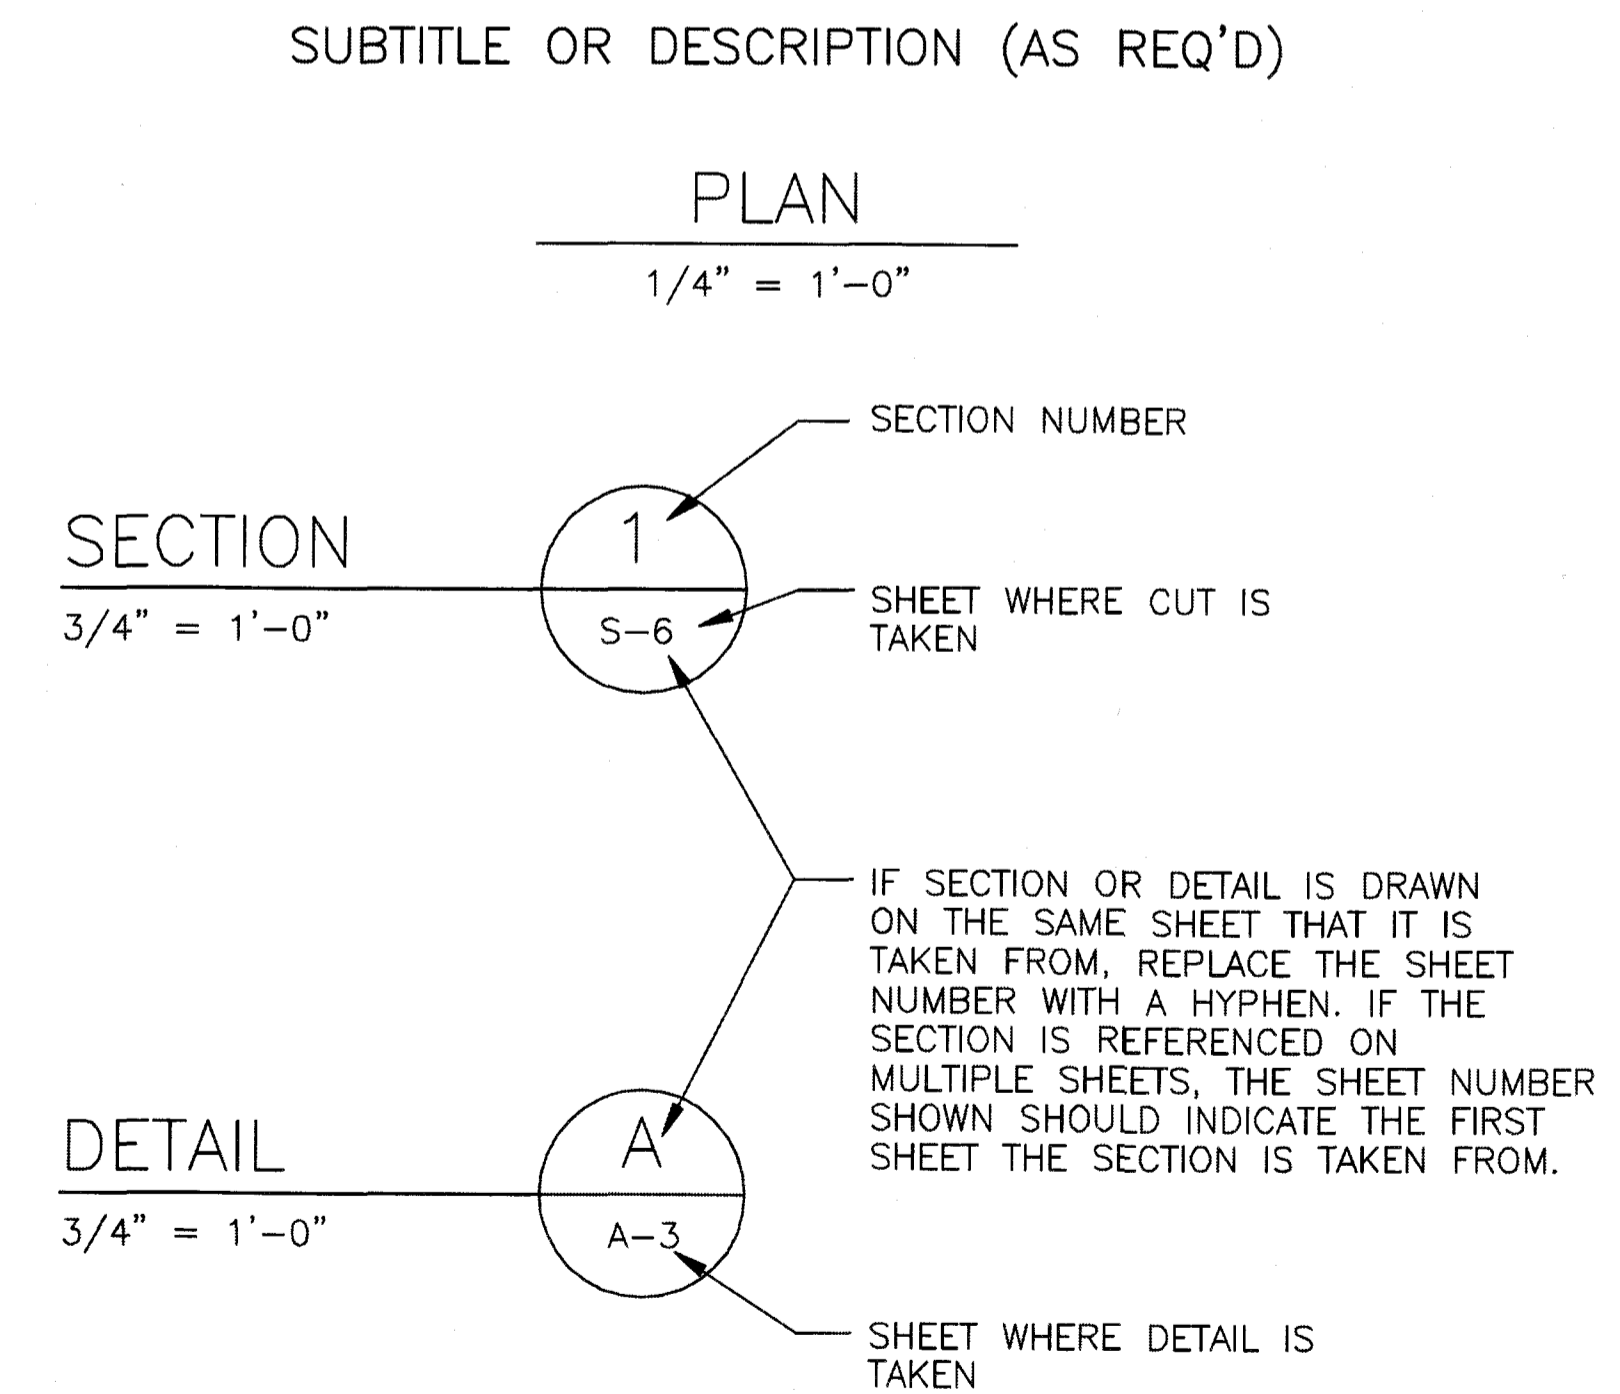 SUBTITLE OR DESCRIPTION (AS REQ'D)
PLAN
1/4" = 1'-0"
SECTION NUMBER
SECTION
1
3/4" = 1'-0"
S-6
SHEET WHERE CUT IS
TAKEN
IF SECTION OR DETAIL IS DRAWN
ON THE SAME SHEET THAT IT IS
TAKEN FROM, REPLACE THE SHEET
NUMBER WITH A HYPHEN. IF THE
SECTION IS REFERENCED ON
MULTIPLE SHEETS, THE SHEET NUMBER
SHOWN SHOULD INDICATE THE FIRST
SHEET THE SECTION IS TAKEN FROM.
DETAIL
A
3/4" = 1'-0"
A-3
SHEET WHERE DETAIL IS
TAKEN